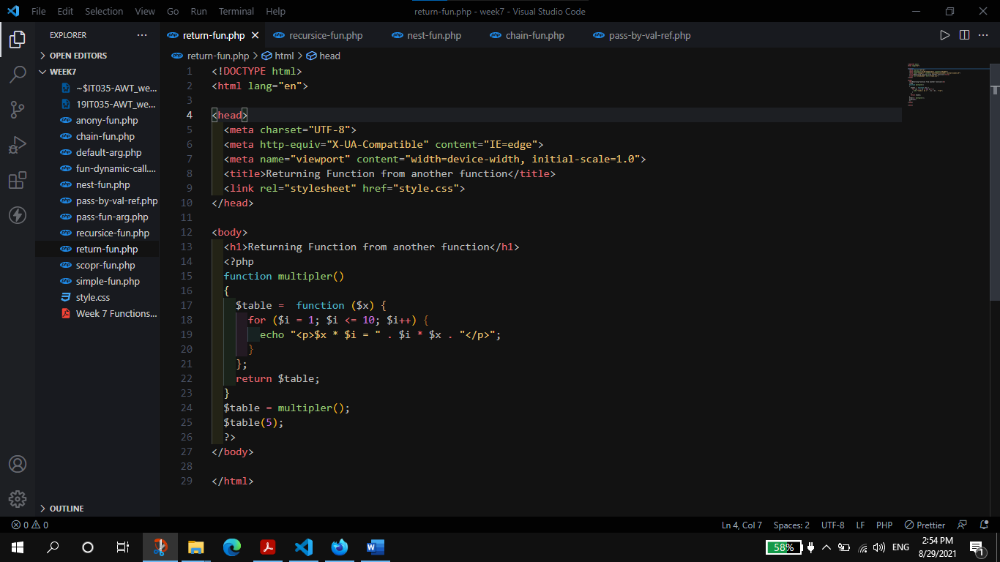 File Edit Selection View Go Run Terminal Help return-fun.php - week7 - Visual Studio Code
EXPLORER
OPEN EDITORS
WEEK7
~$IT035-AWT_we...
19IT035-AWT_we...
anony-fun.php
chain-fun.php
default-arg.php
fun-dynamic-call....
nest-fun.php
pass-by-val-ref.php
pass-fun-arg.php
recursice-fun.php
return-fun.php
scopr-fun.php
simple-fun.php
style.css
Week 7 Functions...
OUTLINE
return-fun.php recursice-fun.php nest-fun.php chain-fun.php pass-by-val-ref.php
return-fun.php > html > head
1 <!DOCTYPE html>
2 <html lang="en">
3
4 <head>
5 <meta charset="UTF-8">
6 <meta http-equiv="X-UA-Compatible" content="IE=edge">
7 <meta name="viewport" content="width=device-width, initial-scale=1.0">
8 <title>Returning Function from another function</title>
9 <link rel="stylesheet" href="style.css">
10 </head>
11
12 <body>
13 <h1>Returning Function from another function</h1>
14 <?php
15 function multipler()
16 {
17 $table =  function ($x) {
18 for ($i = 1; $i <= 10; $i++) {
19 echo "<p>$x * $i = " . $i * $x . "</p>";
20 }
21 };
22 return $table;
23 }
24 $table = multipler();
25 $table(5);
26 ?>
27 </body>
28
29 </html>
0 0 Ln 4, Col 7 Spaces: 2 UTF-8 LF PHP Prettier
58% ENG 2:54 PM
8/29/2021 1